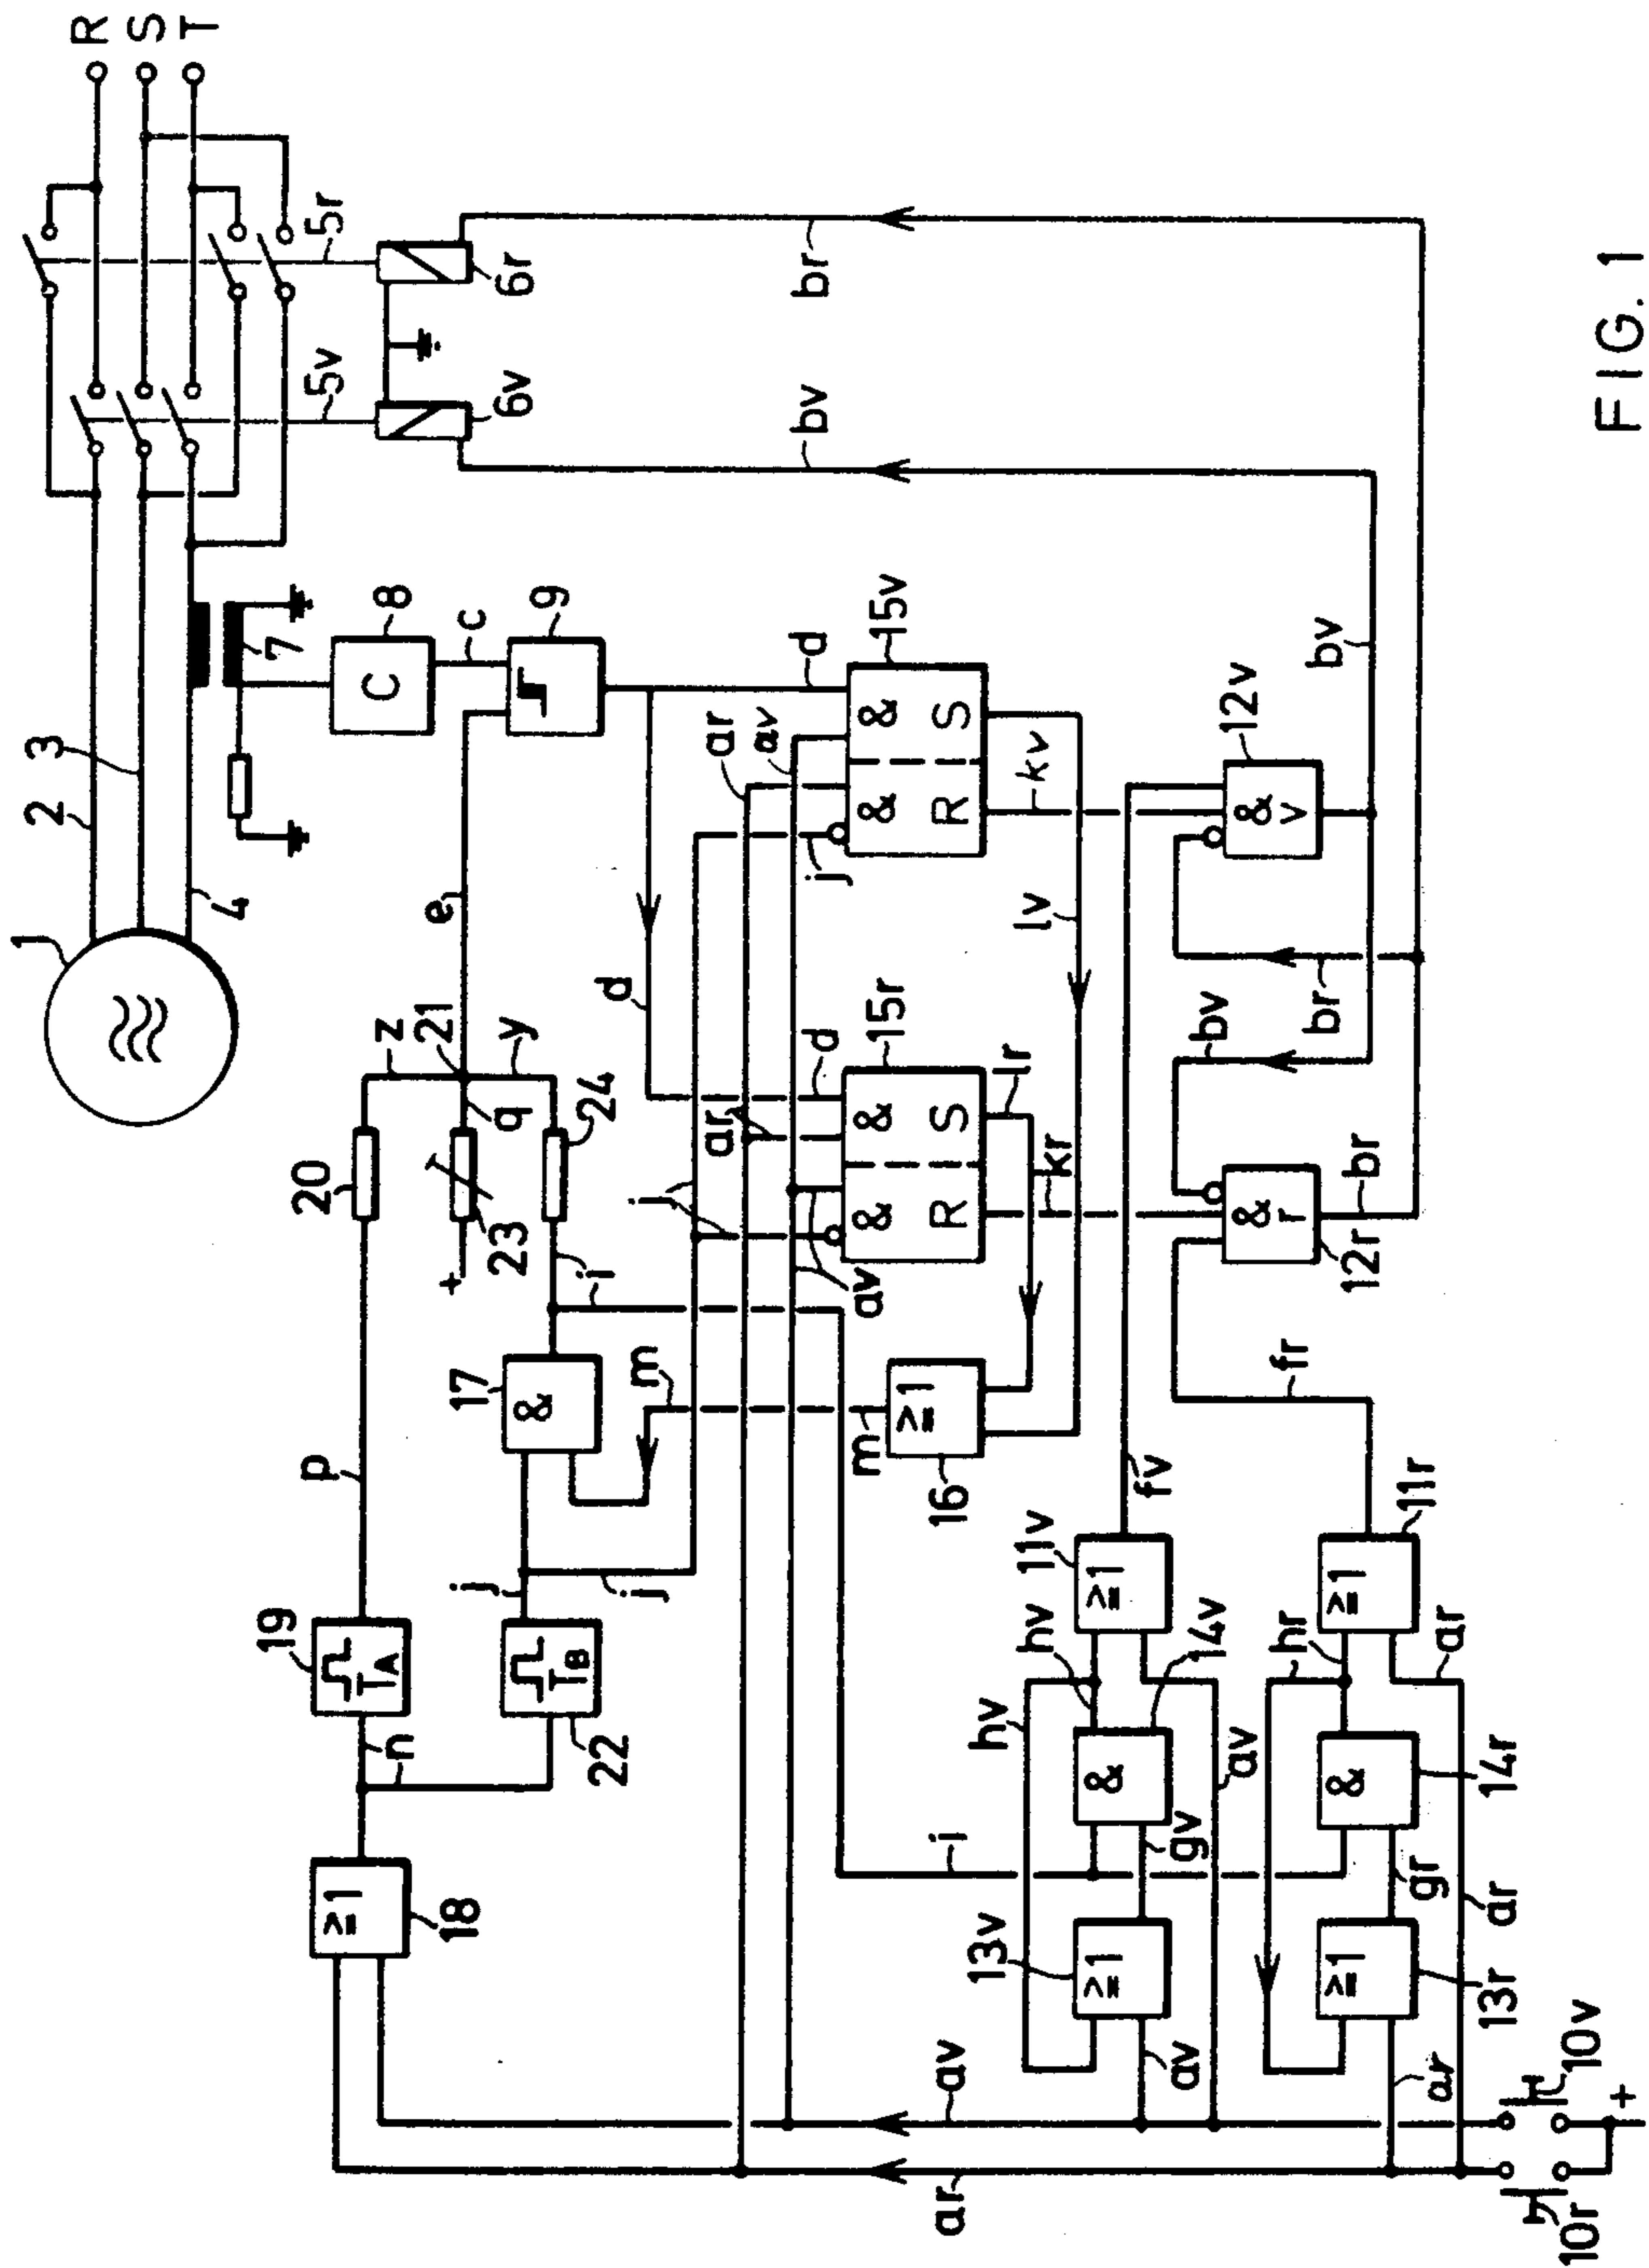 1
2
3
4
R
S
T
18
n
19
T A
p
20
z
21
q
y
23
+
24
22
T B
j
j
17
&
i
i
m
m
e
7
8
C
c
9
d
d
5v
5r
6v
6r
≥1
16
≥1
ar
av
ar
av
j
i
av
ar
d
15r
&
&
R
S
lr
kr
ar
av
j
d
15v
&
&
R
S
kv
lv
13v
≥1
hv
hv
gv
14v
&
i
av
av
11v
≥1
fv
12v
&
v
bv
bv
br
13r
≥1
hr
gr
14r
&
ar
ar
ar
11r
≥1
fr
12r
&
r
bv
br
br
10r
10v
+
FIG. 1